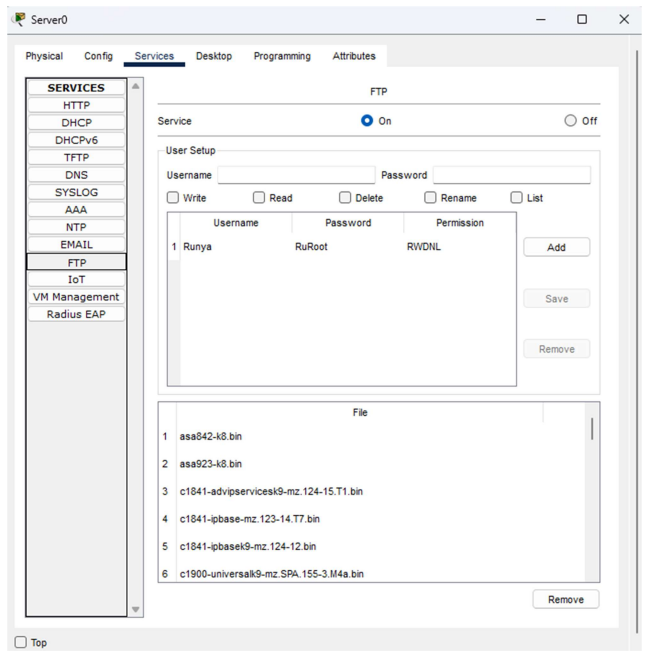 Server0
Physical Config Services Desktop Programming Attributes
SERVICES
HTTP
DHCP
DHCPv6
TFTP
DNS
SYSLOG
AAA
NTP
EMAIL
FTP
IoT
VM Management
Radius EAP
FTP
Service On Off
User Setup
Username Password
Write Read Delete Rename List
Username Password Permission
1 Runya RuRoot RWDNL
Add
Save
Remove
File
1 asa842-k8.bin
2 asa923-k8.bin
3 c1841-advipservicesk9-mz.124-15.T1.bin
4 c1841-ipbase-mz.123-14.T7.bin
5 c1841-ipbasek9-mz.124-12.bin
6 c1900-universalk9-mz.SPA.155-3.M4a.bin
Remove
Top